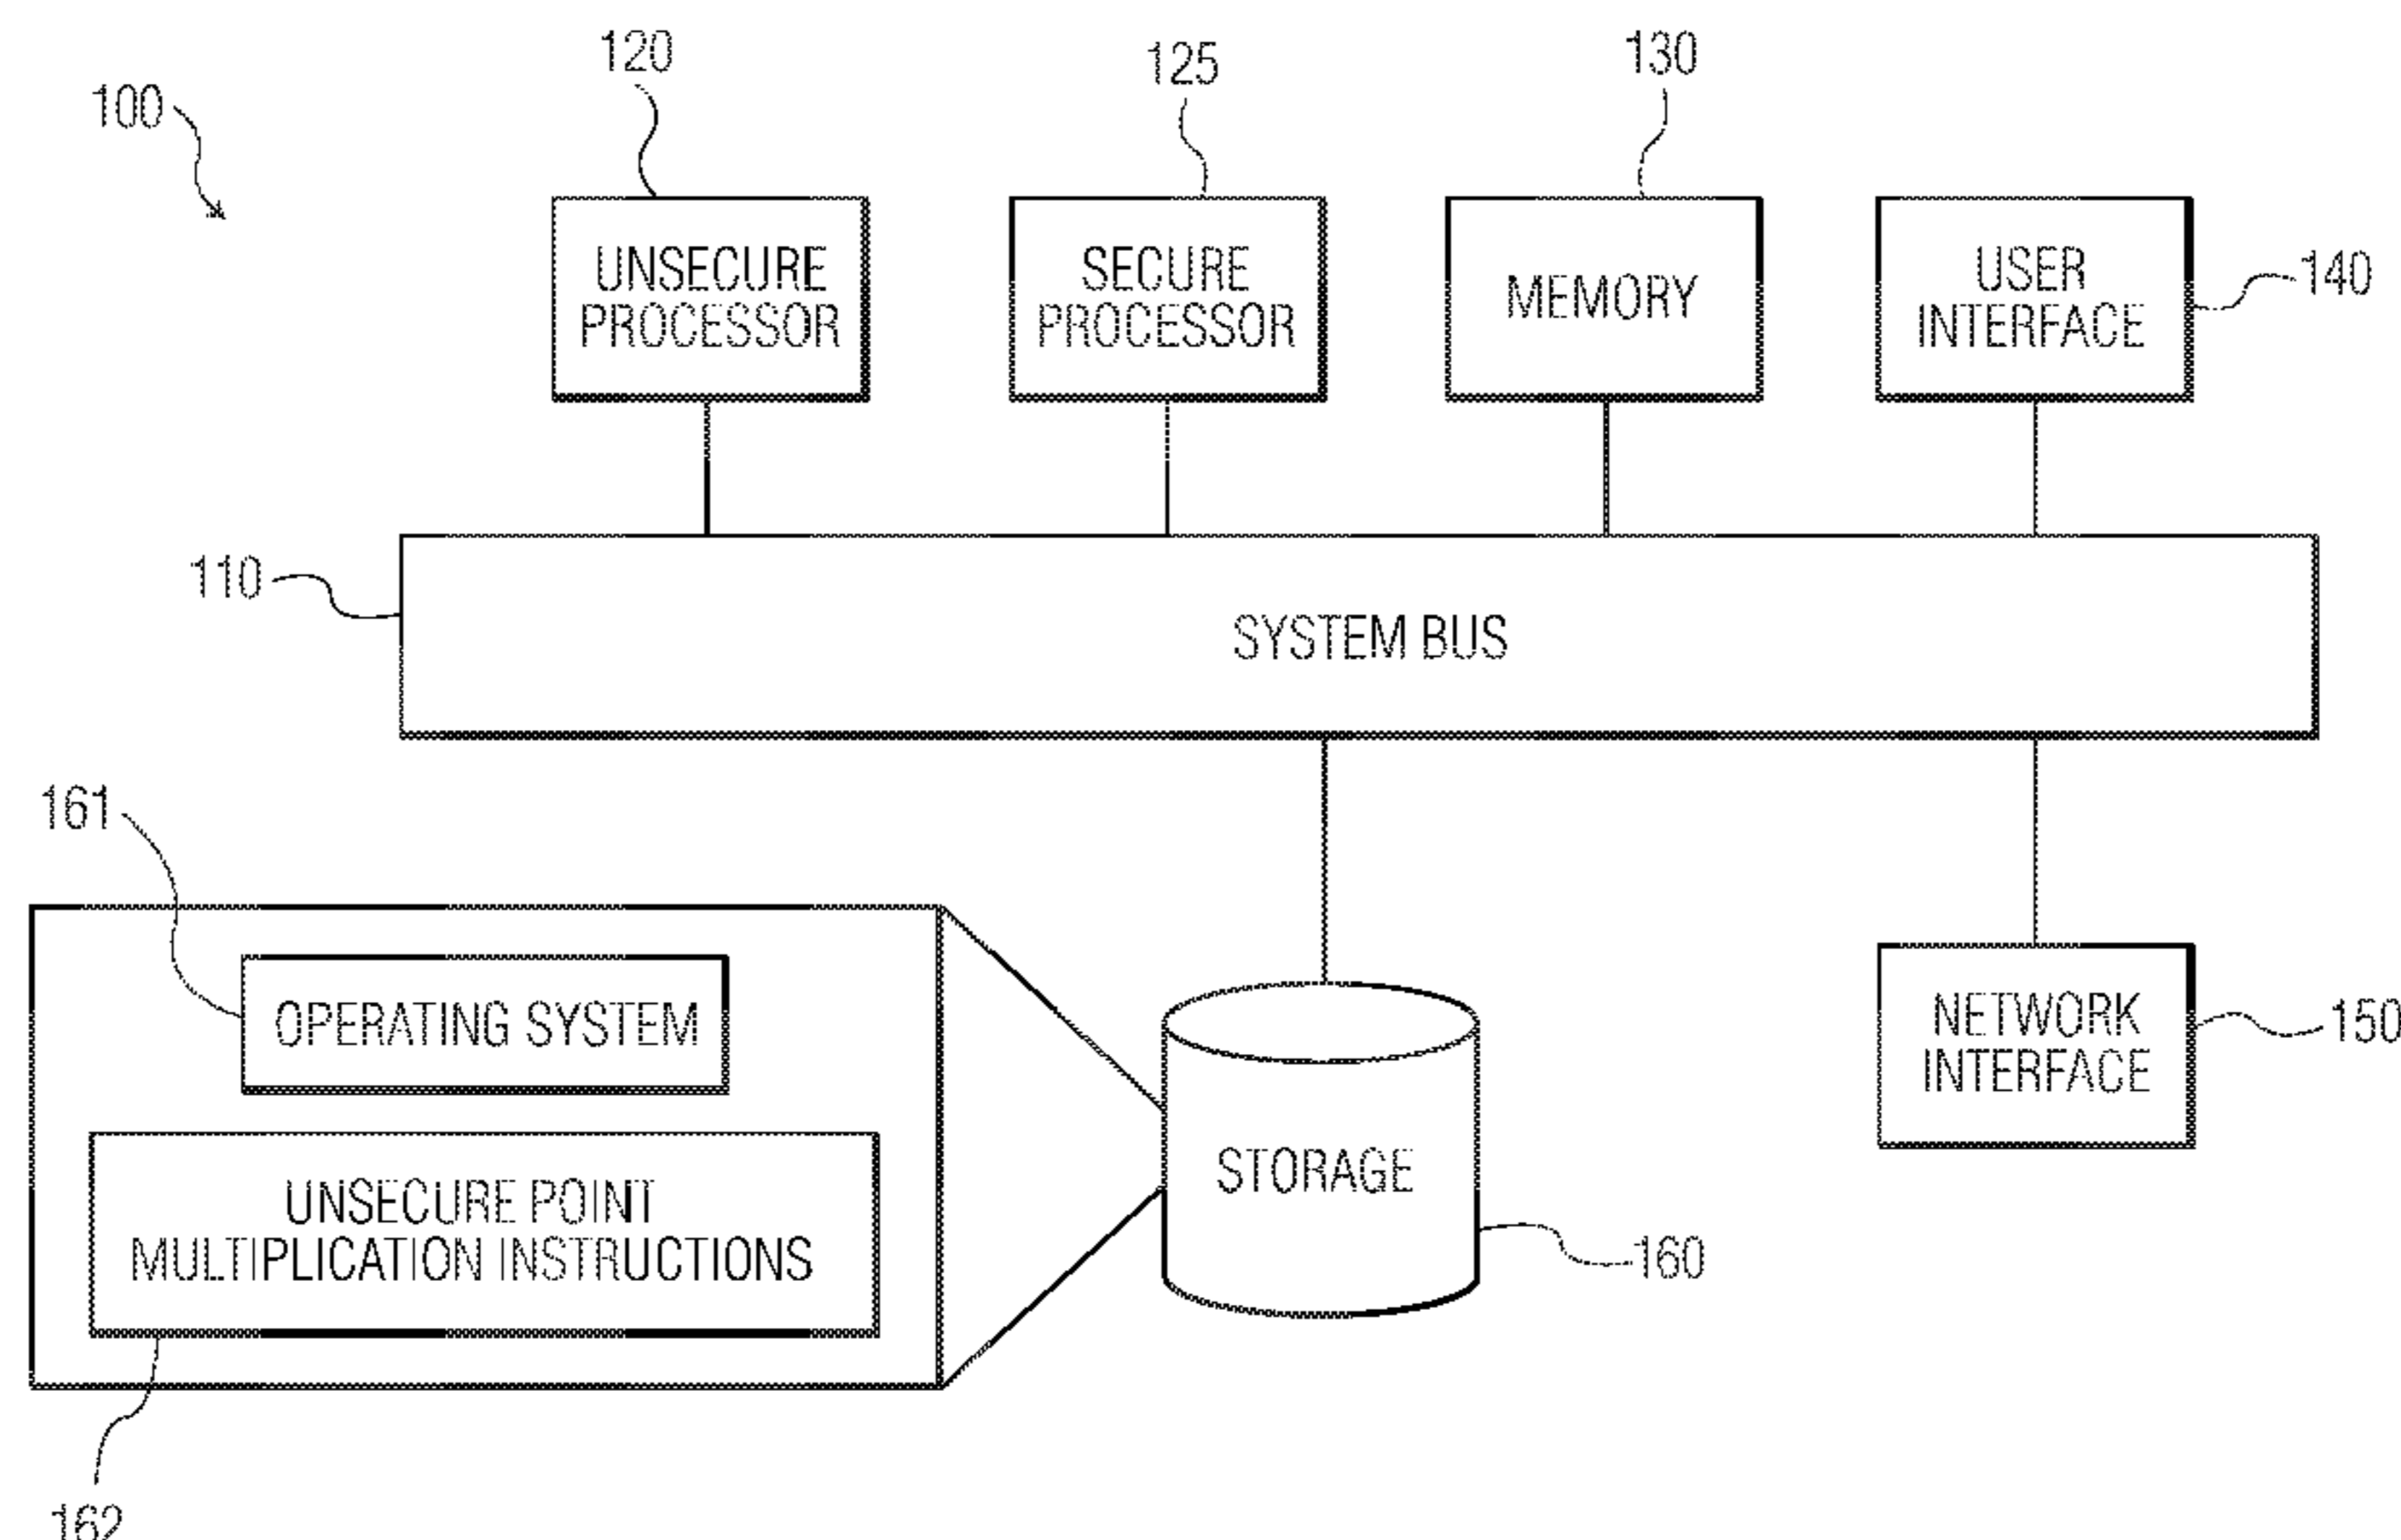 120
125
130
100
UNSECURE
PROCESSOR
SECURE
PROCESSOR
MEMORY
USER
INTERFACE
140
110
SYSTEM BUS
161
OPERATING SYSTEM
UNSECURE POINT
MULTIPLICATION INSTRUCTIONS
STORAGE
160
NETWORK
INTERFACE
150
162